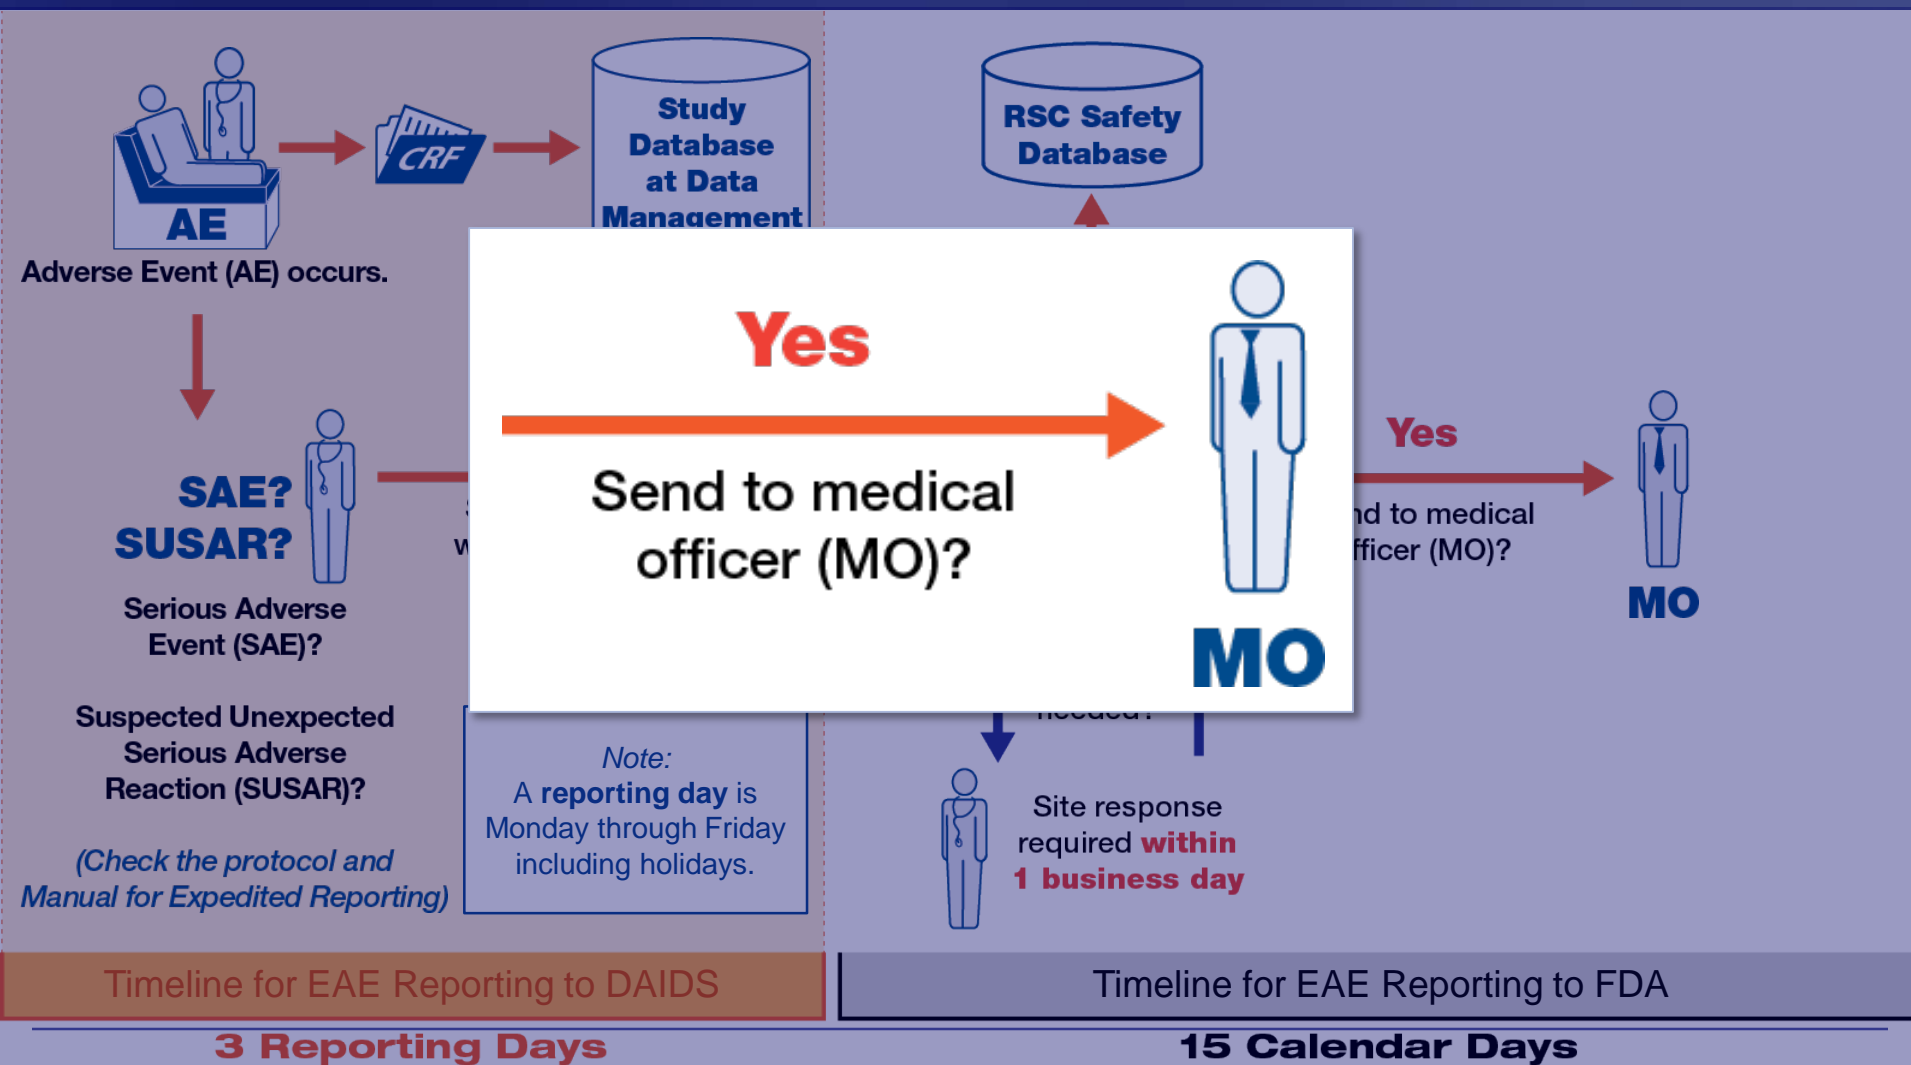 AE
CRF
Study
Database
at Data
Management
RSC Safety
Database
Adverse Event (AE) occurs.
Yes
Send to medical
officer (MO)?
MO
SAE?
SUSAR?
Serious Adverse
Event (SAE)?
Suspected Unexpected
Serious Adverse
Reaction (SUSAR)?
(Check the protocol and
Manual for Expedited Reporting)
Note:
A reporting day is
Monday through Friday
including holidays.
needed?
Site response
required within
1 business day
Yes
to medical
(MO)?
MO
Timeline for EAE Reporting to DAIDS
3 Reporting Days
Timeline for EAE Reporting to FDA
15 Calendar Days